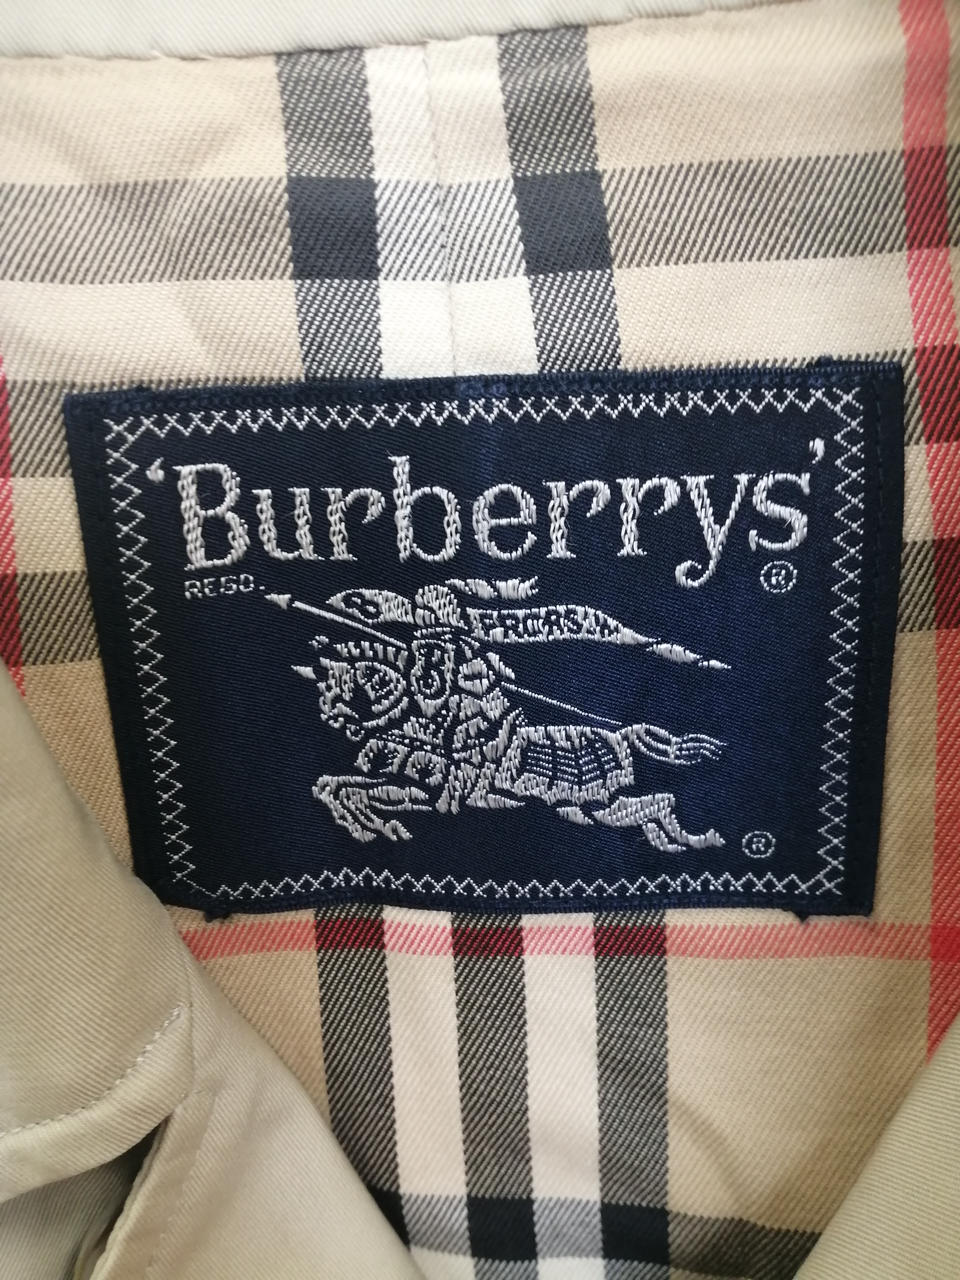 ‘Burberrys’
REGD. ®
PRORSUM
®